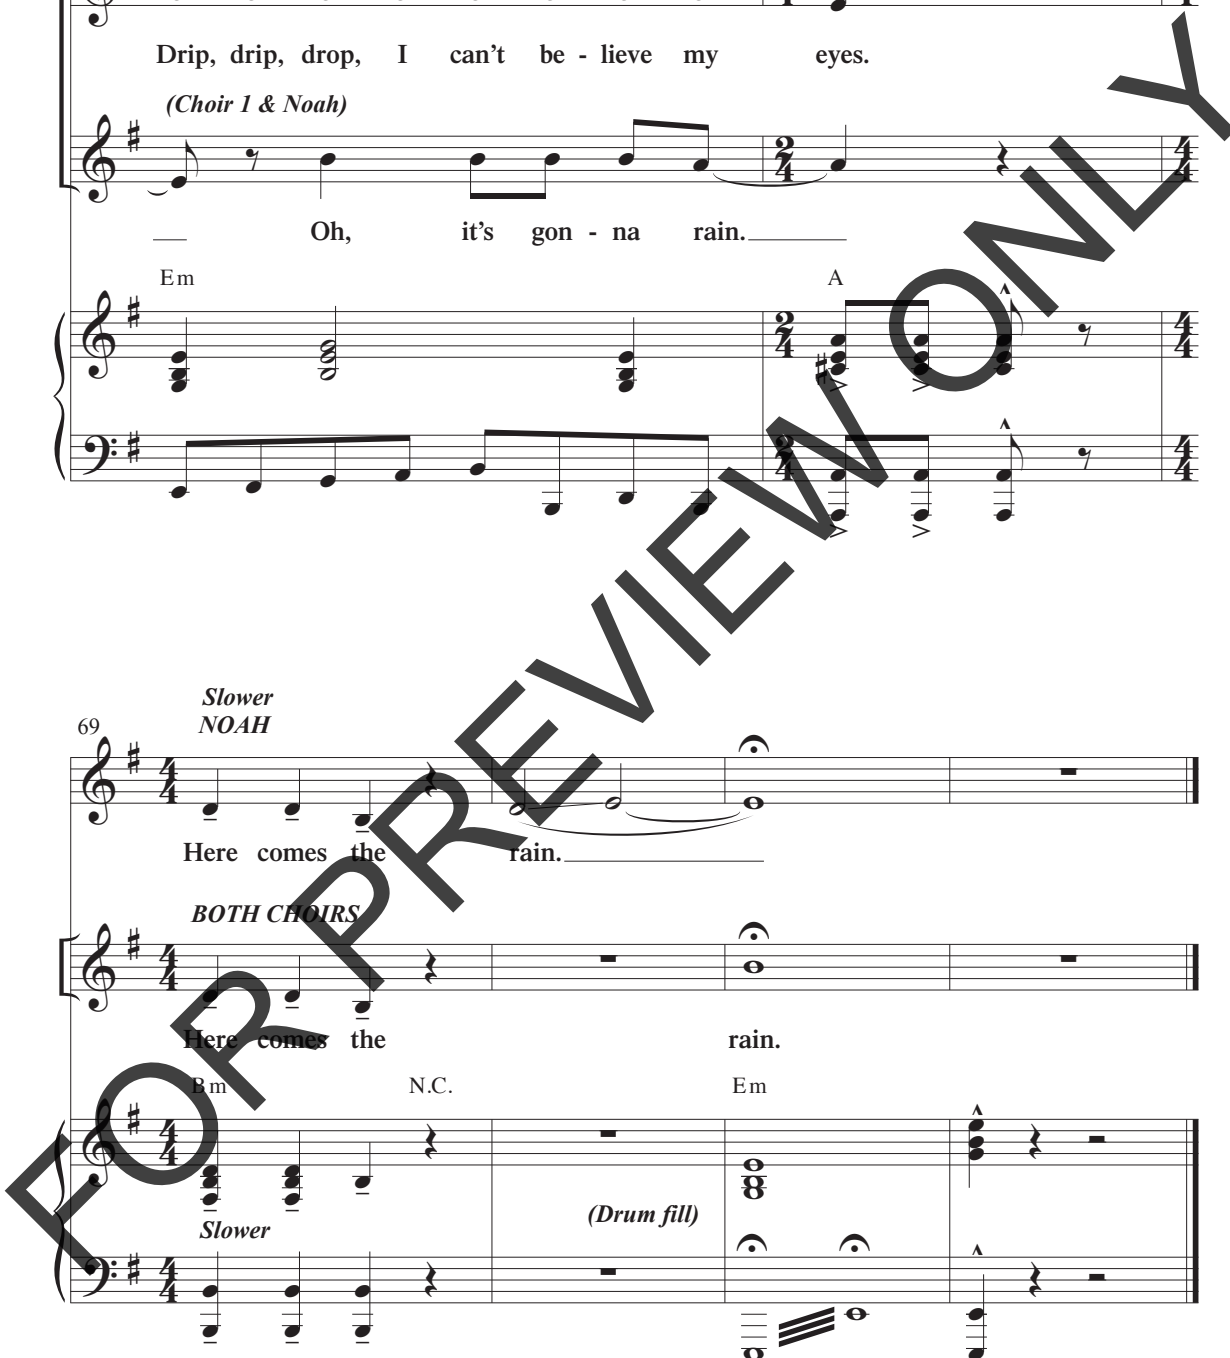 Drip, drip, drop, I can't be - lieve my eyes.
(Choir 1 & Noah)
Oh, it's gon - na rain.
Em A
69
Slower
NOAH
Here comes the rain.
BOTH CHOIRS
Here comes the rain.
Bm N.C. Em
(Drum fill)
Slower
FOR PREVIEW ONLY